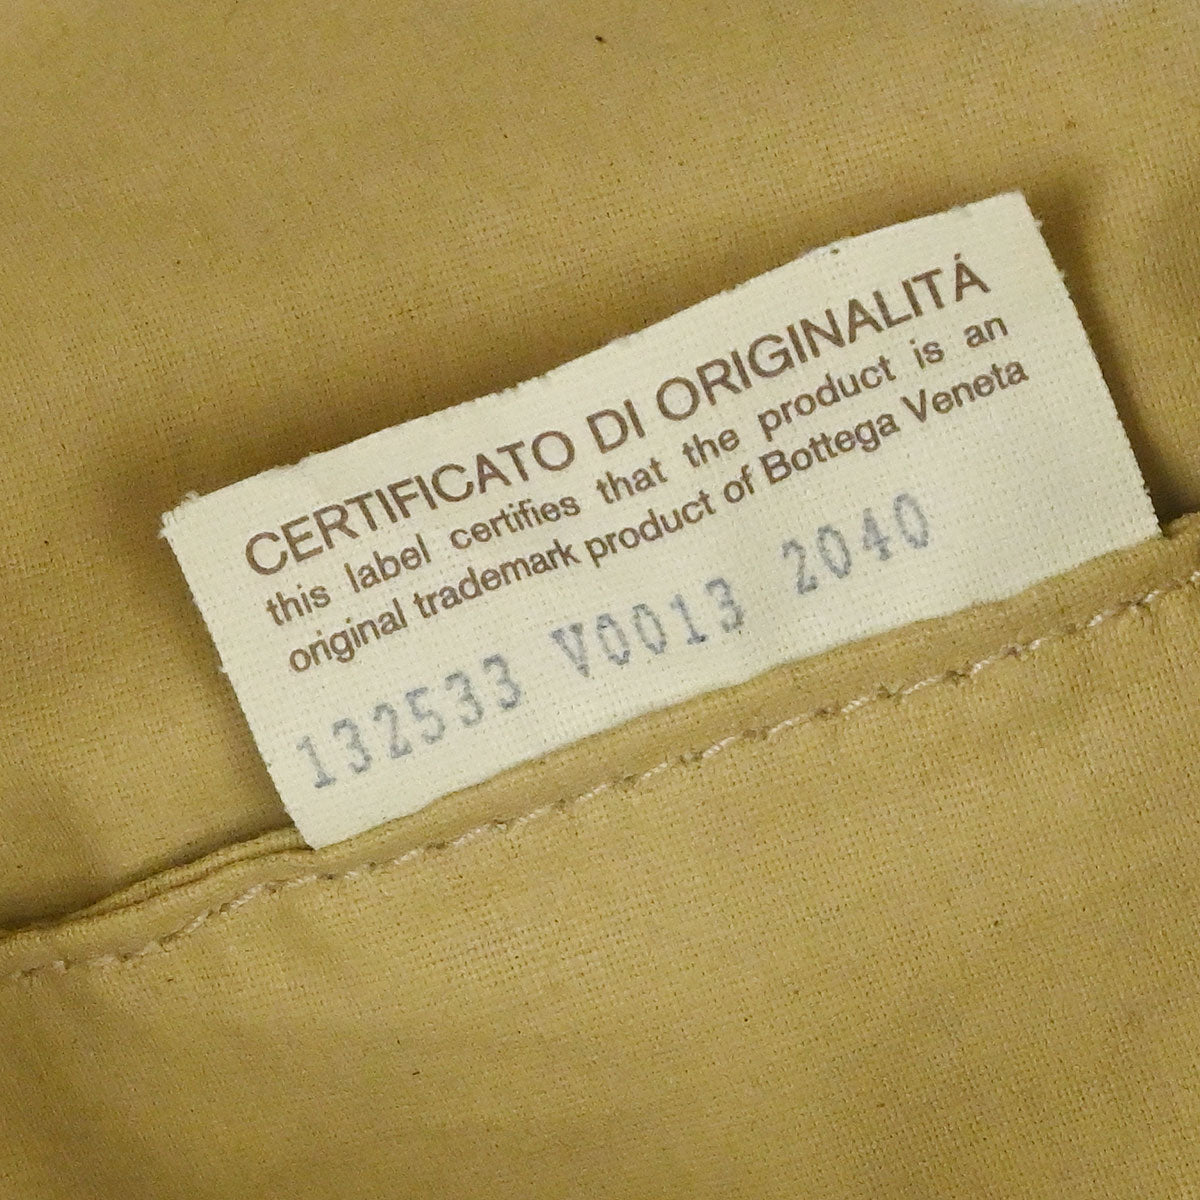 CERTIFICATO DI ORIGINALITÁ
this label certifies that the product is an
original trademark product of Bottega Veneta
132533 V0013 2040